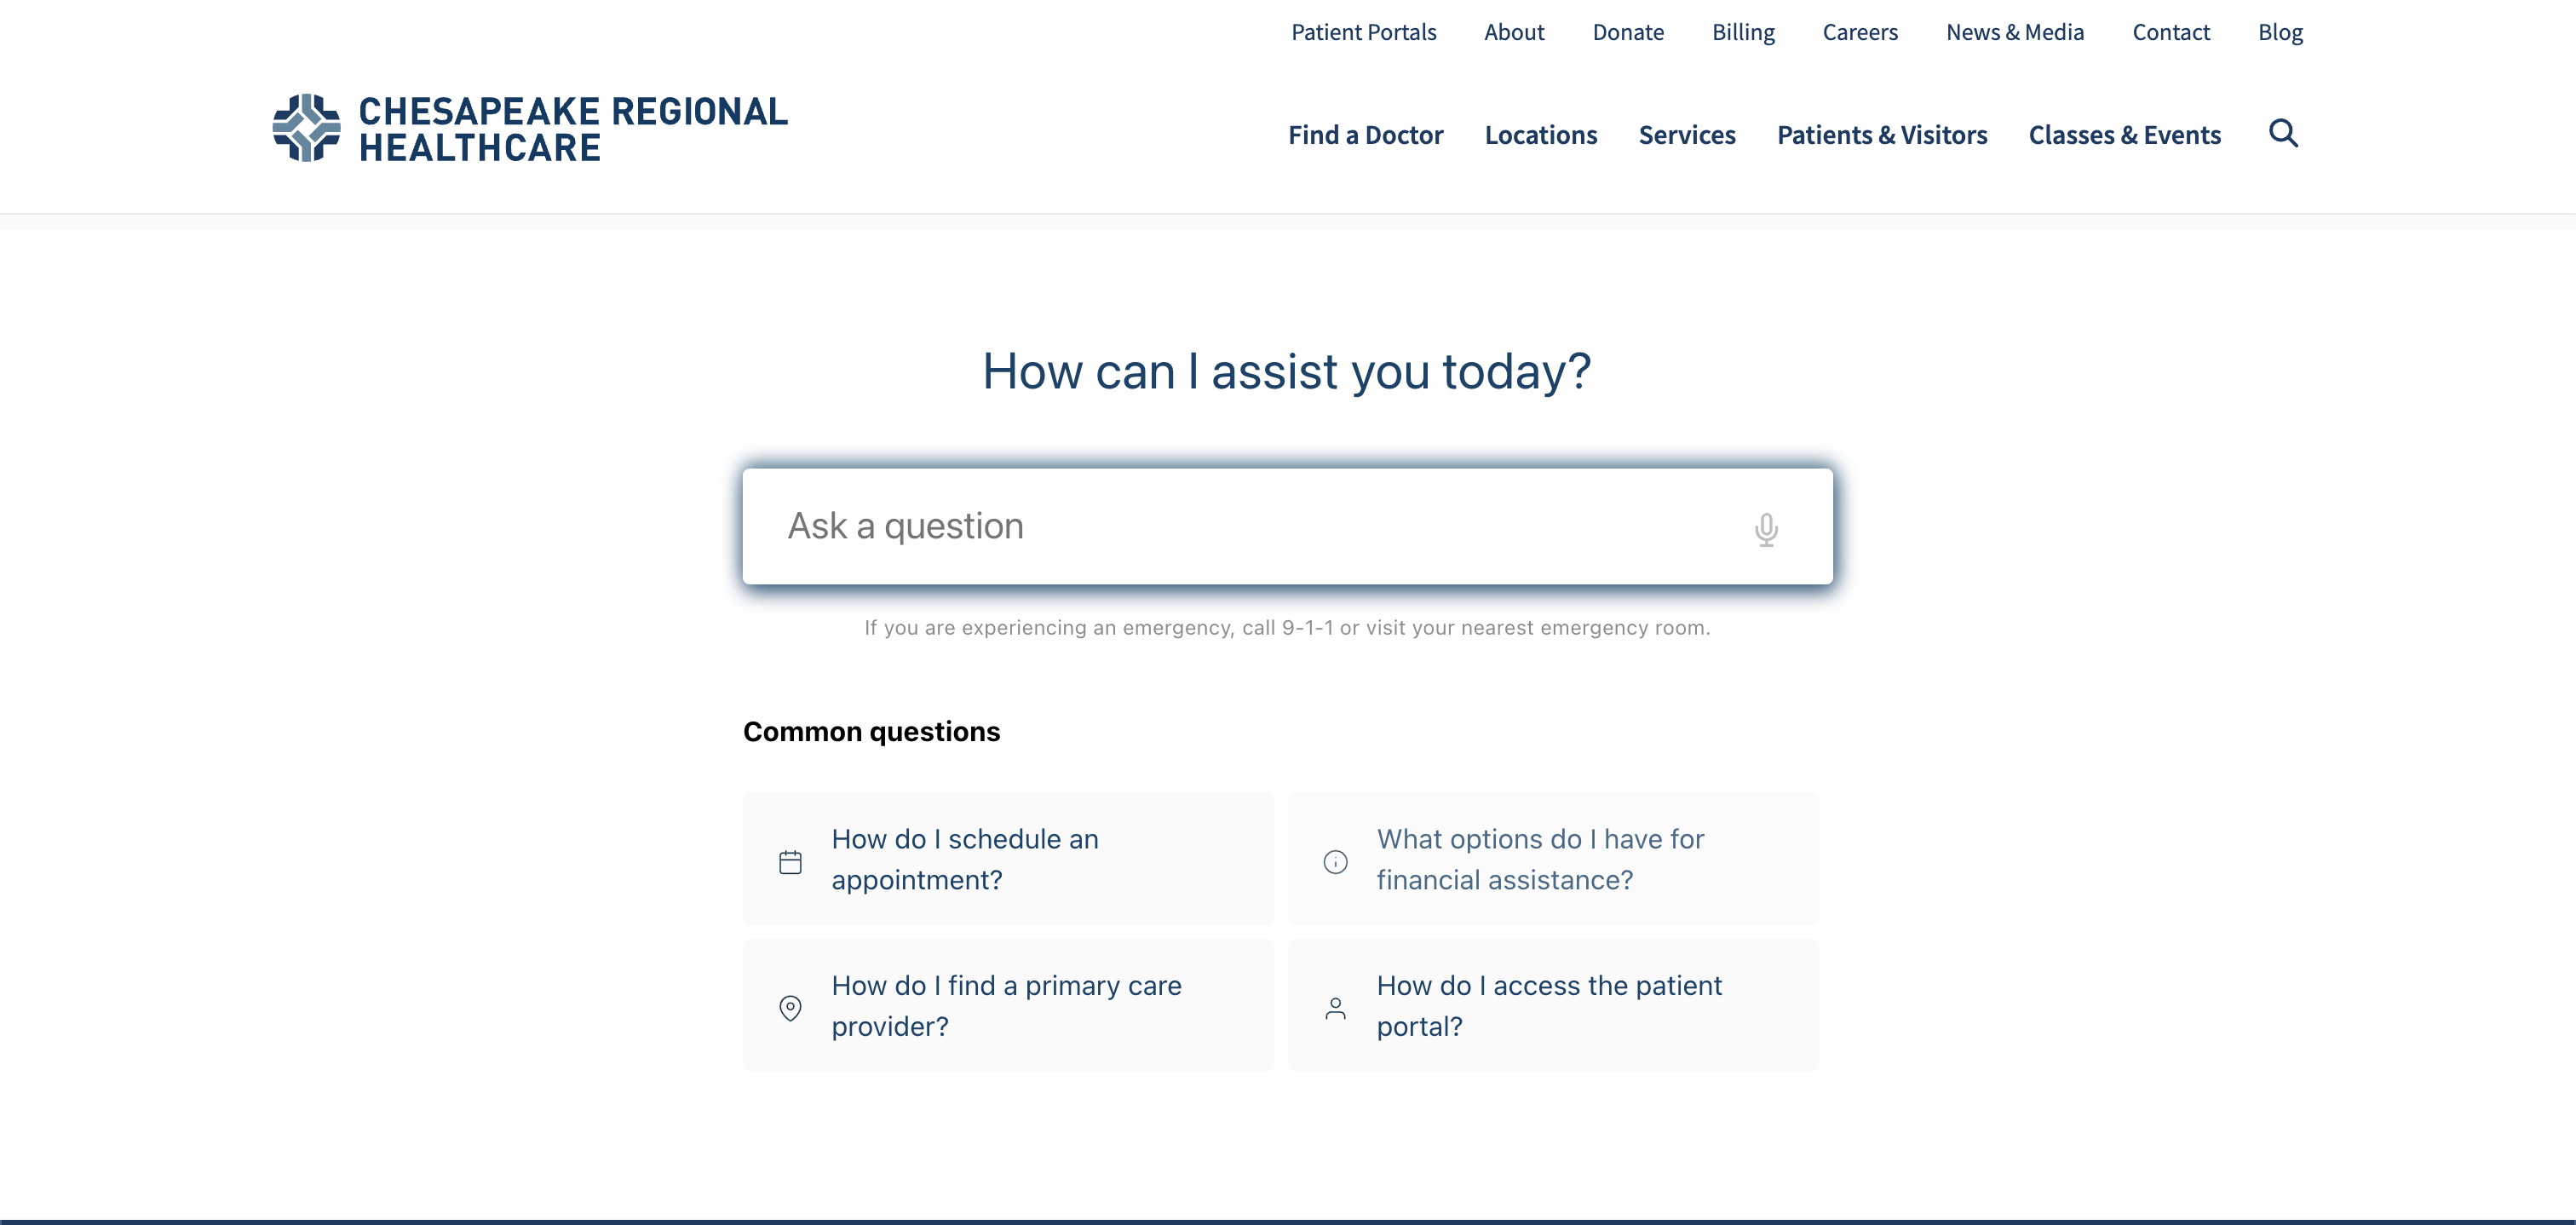 Patient Portals About Donate Billing Careers News & Media Contact Blog
CHESAPEAKE REGIONAL
HEALTHCARE
Find a Doctor Locations Services Patients & Visitors Classes & Events
How can I assist you today?
Ask a question
If you are experiencing an emergency, call 9-1-1 or visit your nearest emergency room.
Common questions
How do I schedule an
appointment?
What options do I have for
financial assistance?
How do I find a primary care
provider?
How do I access the patient
portal?